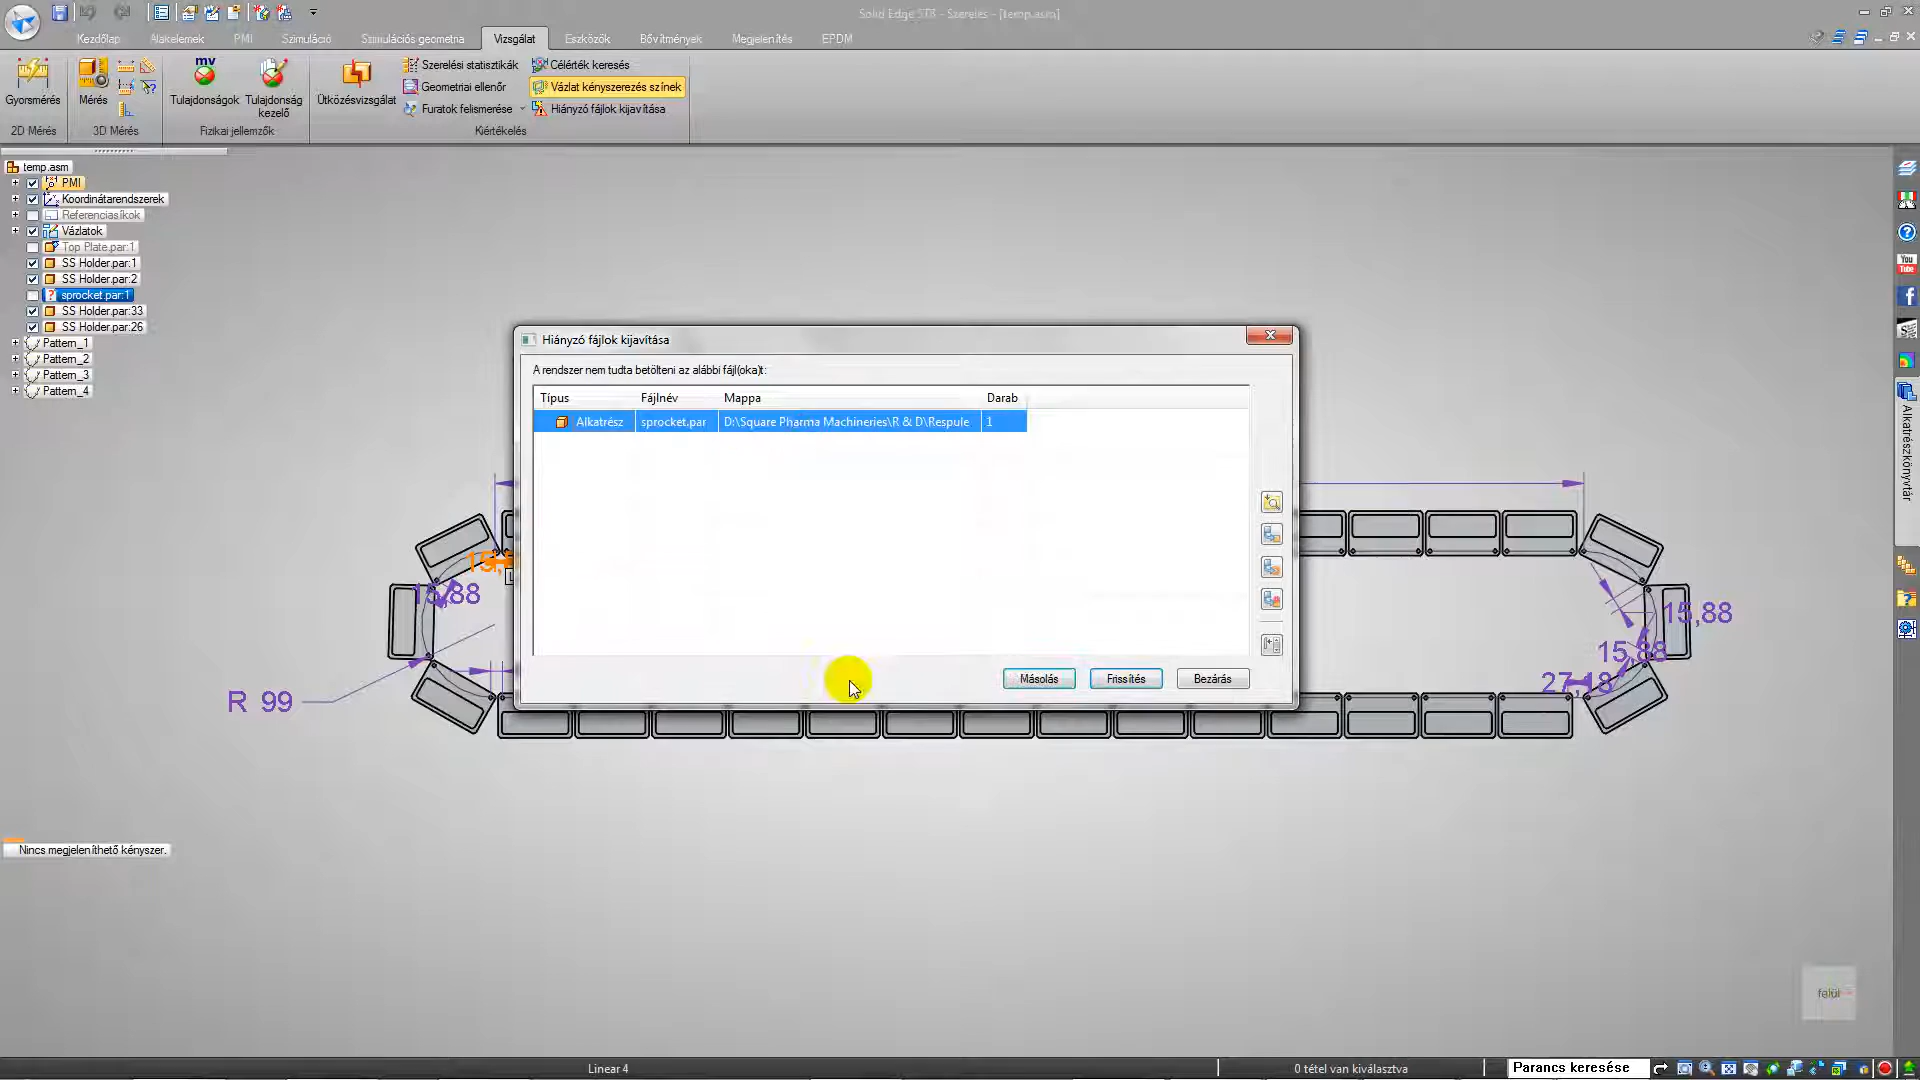 Solid Edge ST8 - Szerelés - [temp.asm]
Kezdőlap Alakelemek PMI Szimuláció Szimulációs geometria Vizsgálat Eszközök Bővítmények Megjelenítés EPDM
Gyorsmérés
2D Mérés
Mérés
3D Mérés
mv
Tulajdonságok
Tulajdonság kezelő
Fizikai jellemzők
Ütközésvizsgálat
Szerelési statisztikák
Geometriai ellenőr
Furatok felismerése
Célérték keresés
Vázlat kényszerezés színek
Hiányzó fájlok kijavítása
Kiértékelés
temp.asm
PMI
Koordinátarendszerek
Referenciasíkok
Vázlatok
Top Plate.par:1
SS Holder.par:1
SS Holder.par:2
sprocket.par:1
SS Holder.par:33
SS Holder.par:26
Pattern_1
Pattern_2
Pattern_3
Pattern_4
Hiányzó fájlok kijavítása
A rendszer nem tudta betölteni az alábbi fájl(oka)t:
Típus Fájlnév Mappa Darab
Alkatrész sprocket.par D:\Square Pharma Machineries\R & D\Respule 1
Másolás Frissítés Bezárás
15,88
R 99
15,88
15,88
27,18
You
Tube
Alkatrészkönyvtár
Nincs megjeleníthető kényszer.
felül
Linear 4
0 tétel van kiválasztva
Parancs keresése